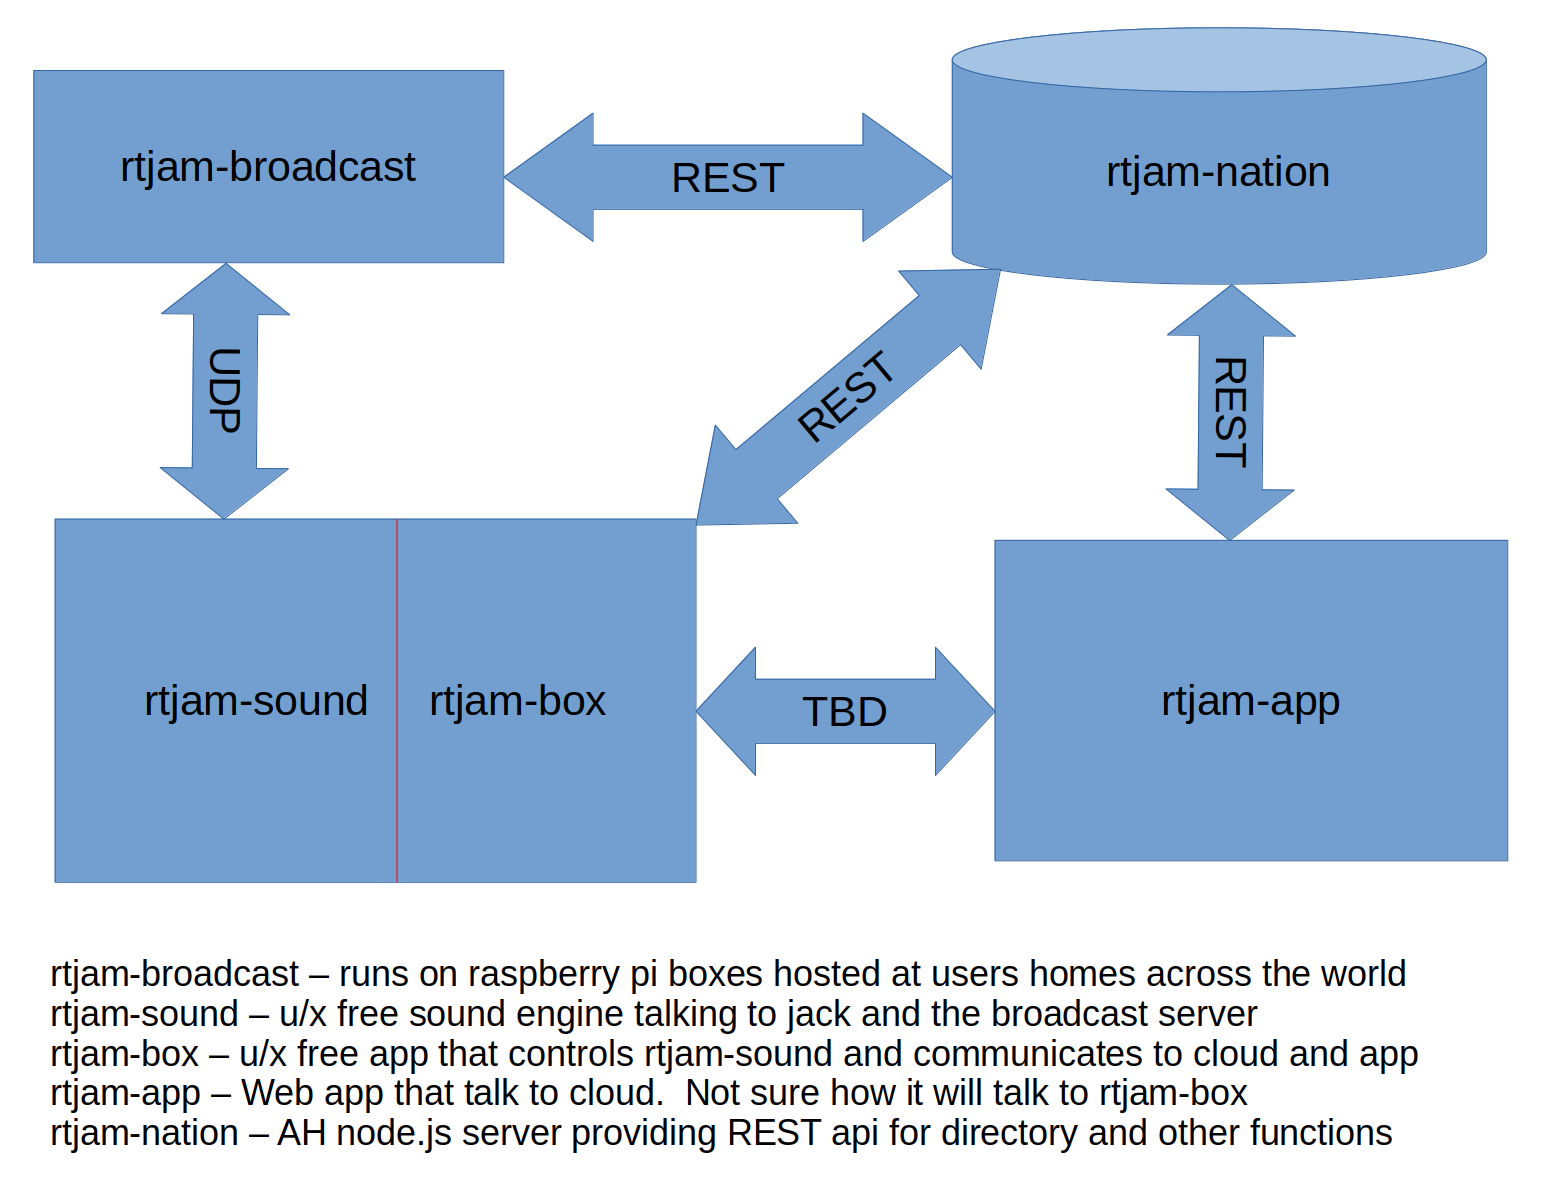 rtjam-broadcast
REST
rtjam-nation
UDP
REST
REST
rtjam-sound
rtjam-box
TBD
rtjam-app
rtjam-broadcast – runs on raspberry pi boxes hosted at users homes across the world
rtjam-sound – u/x free sound engine talking to jack and the broadcast server
rtjam-box – u/x free app that controls rtjam-sound and communicates to cloud and app
rtjam-app – Web app that talk to cloud.  Not sure how it will talk to rtjam-box
rtjam-nation – AH node.js server providing REST api for directory and other functions